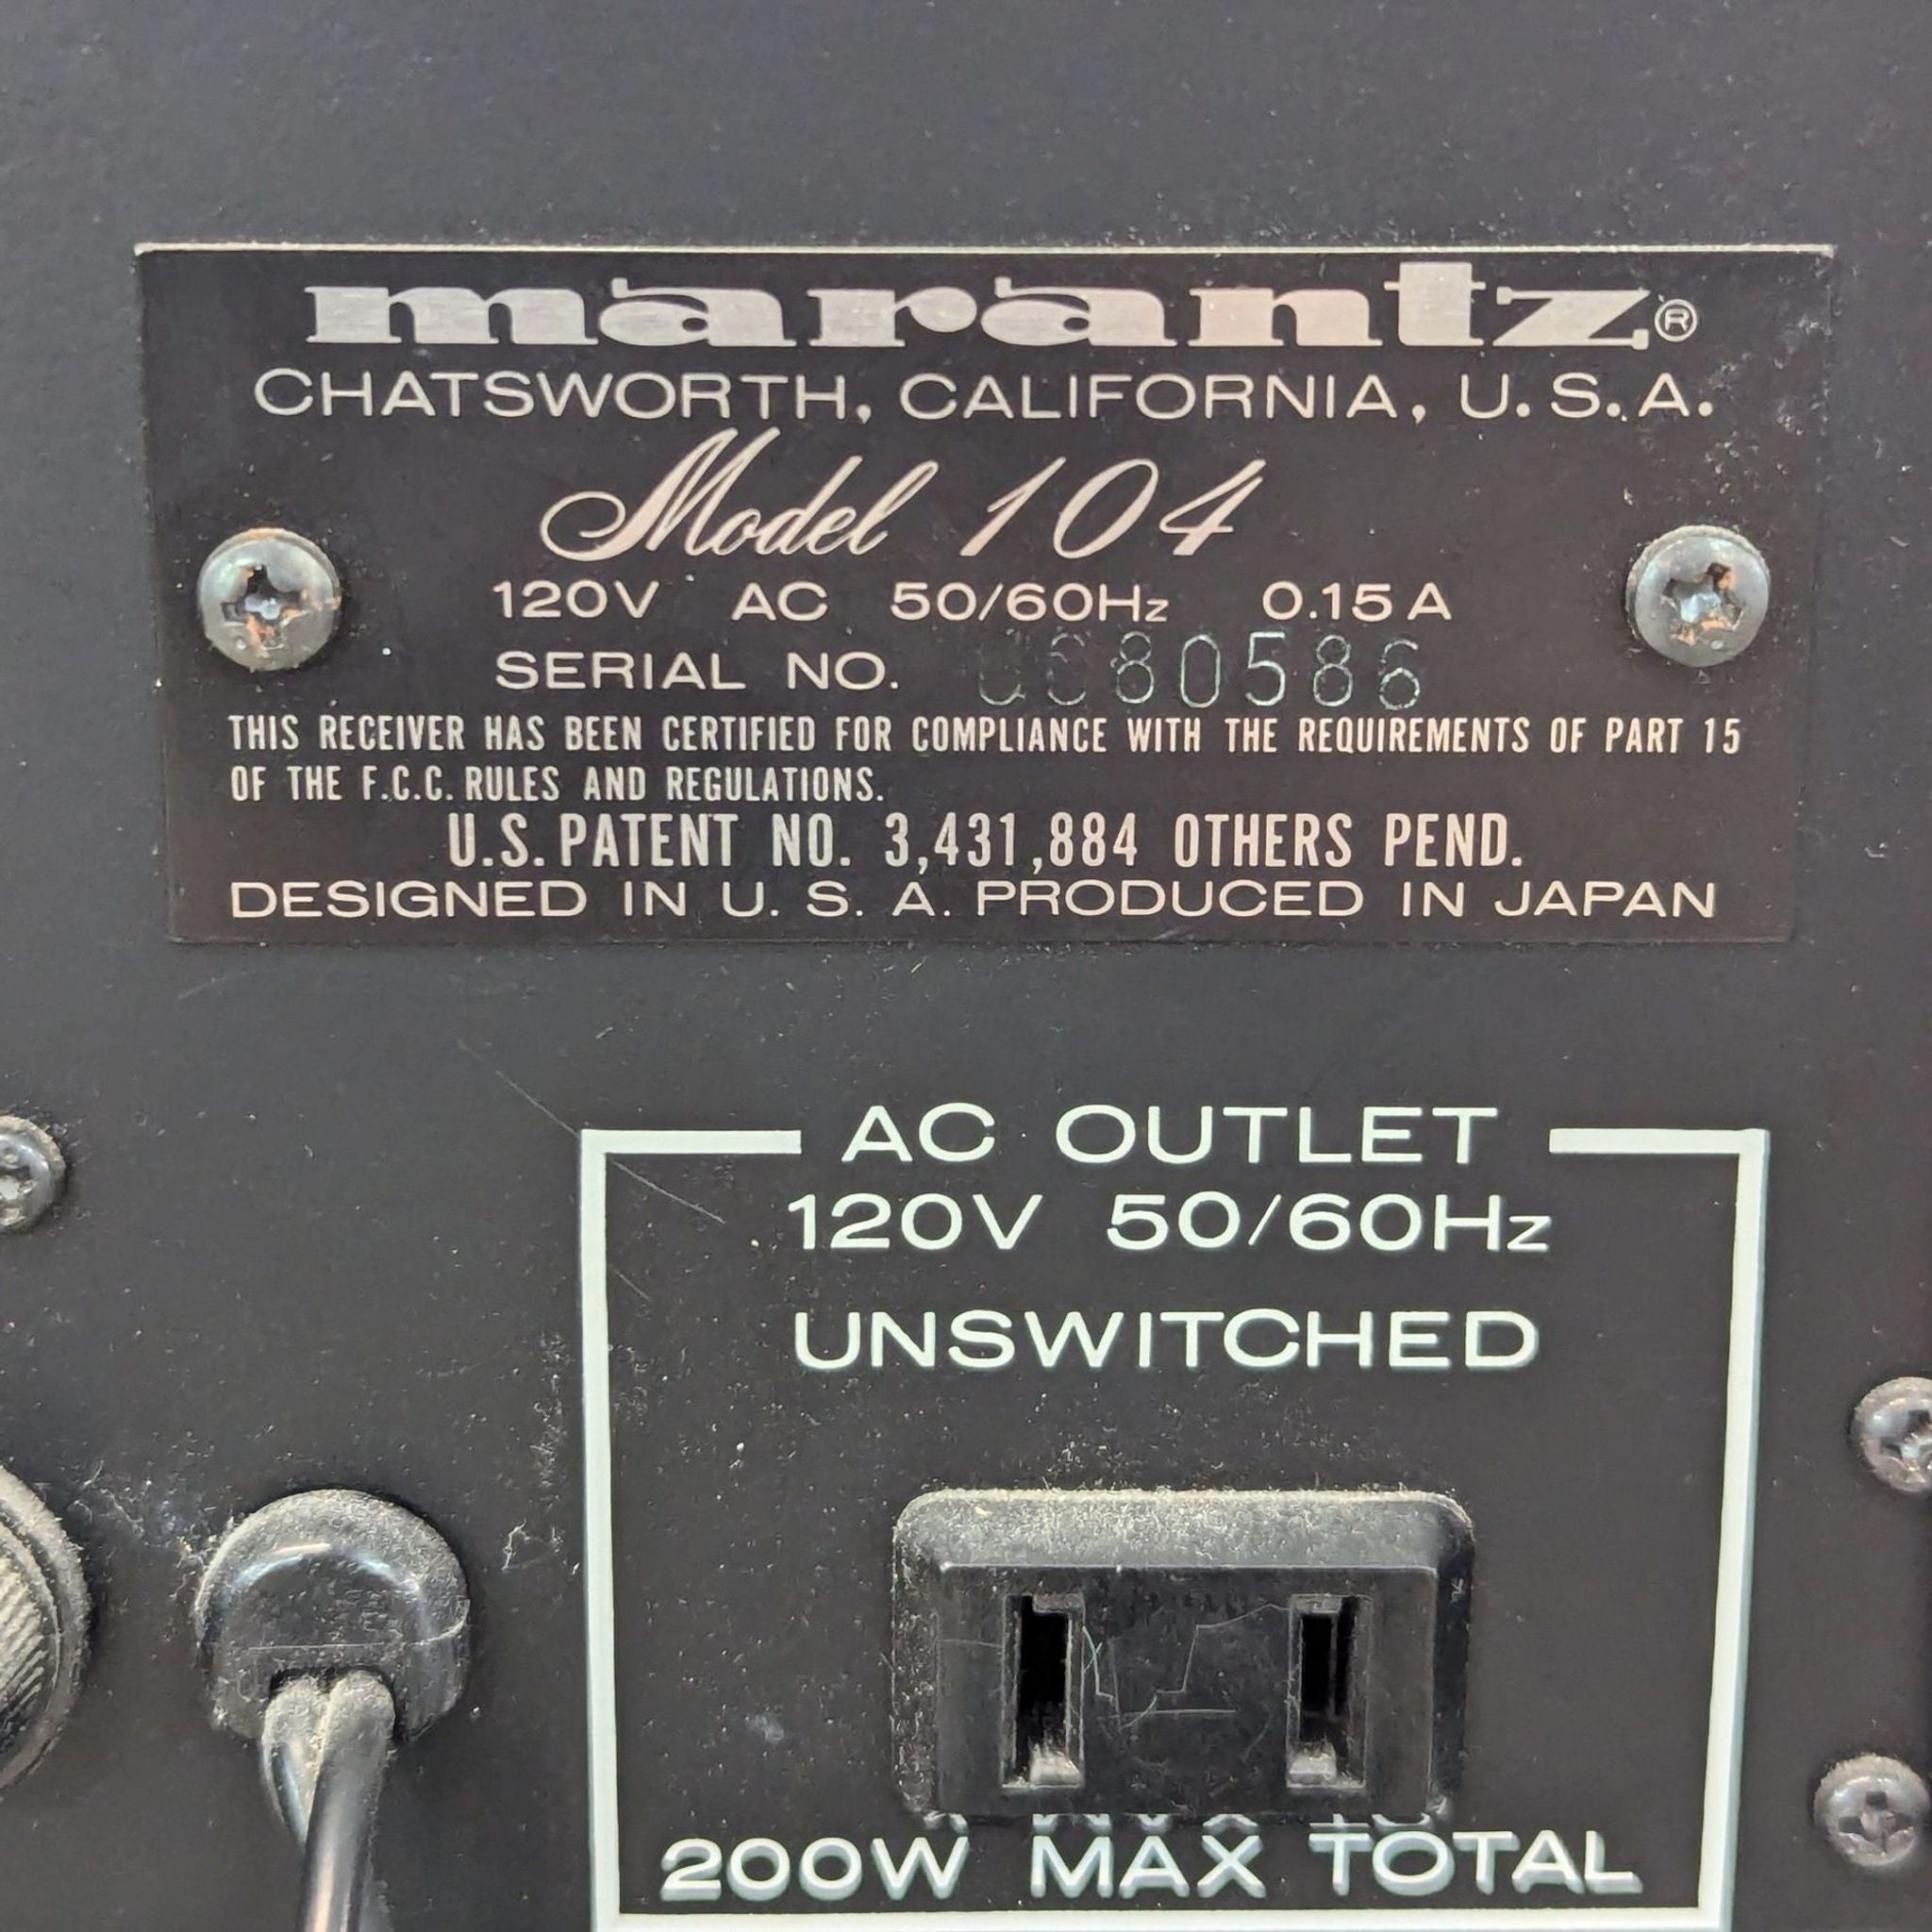 marantz®
CHATSWORTH, CALIFORNIA, U.S.A.
Model 104
120V AC 50/60Hz 0.15A
SERIAL NO.
THIS RECEIVER HAS BEEN CERTIFIED FOR COMPLIANCE WITH THE REQUIREMENTS OF PART 15
OF THE F.C.C. RULES AND REGULATIONS.
U.S. PATENT NO. 3,431,884 OTHERS PEND.
DESIGNED IN U.S.A. PRODUCED IN JAPAN
AC OUTLET
120V 50/60Hz
UNSWITCHED
200W MAX TOTAL